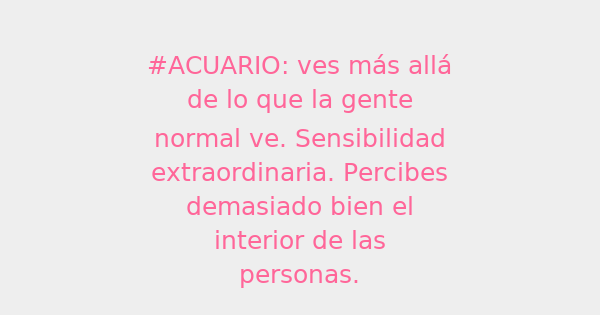 #ACUARIO: ves más allá
de lo que la gente
normal ve. Sensibilidad
extraordinaria. Percibes
demasiado bien el
interior de las
personas.